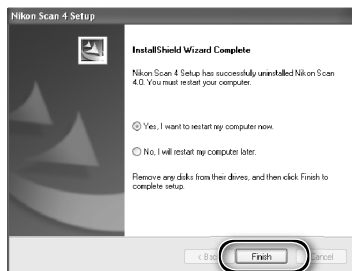 Nikon Scan 4 Setup
InstallShield Wizard Complete
Nikon Scan 4 Setup has successfully uninstalled Nikon Scan
4.0. You must restart your computer.
Yes, I want to restart my computer now.
No, I will restart my computer later.
Remove any disks from their drives, and then click Finish to
complete setup.
Finish
Cancel